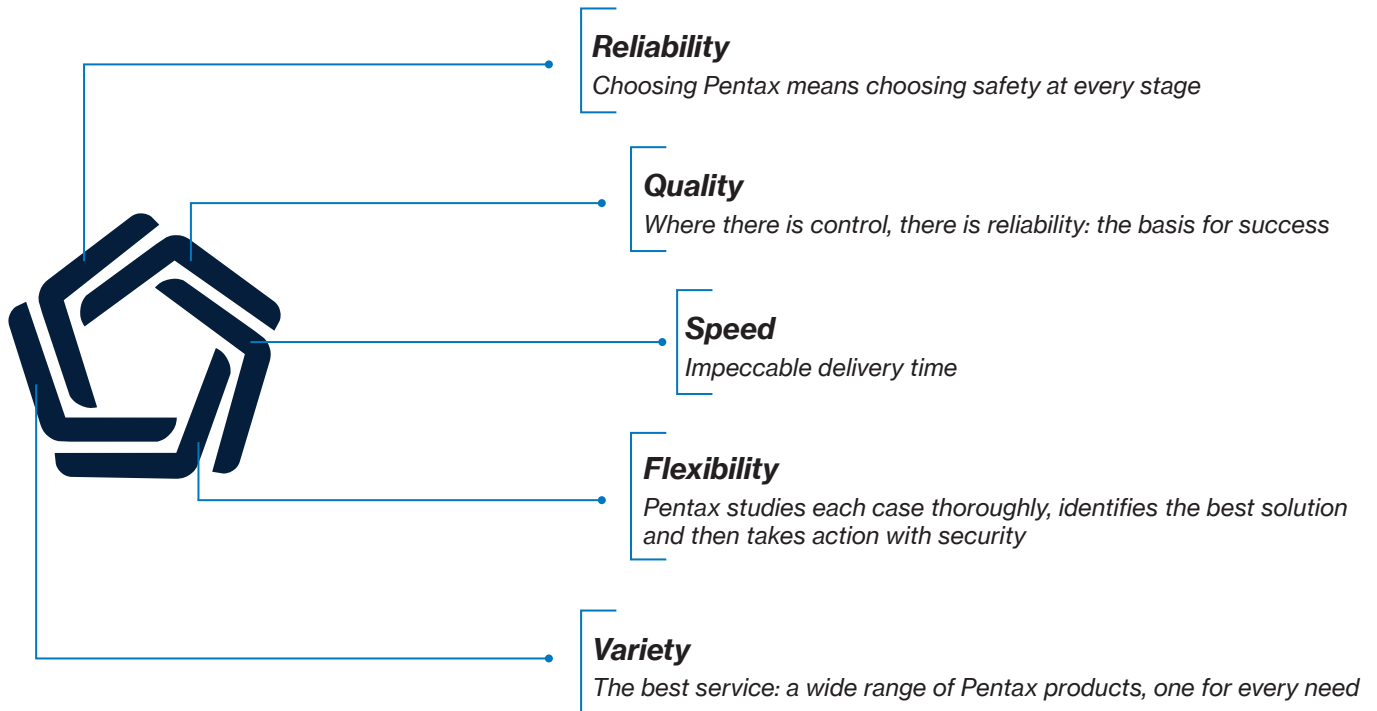 Reliability
Choosing Pentax means choosing safety at every stage
Quality
Where there is control, there is reliability: the basis for success
Speed
Impeccable delivery time
Flexibility
Pentax studies each case thoroughly, identifies the best solution
and then takes action with security
Variety
The best service: a wide range of Pentax products, one for every need